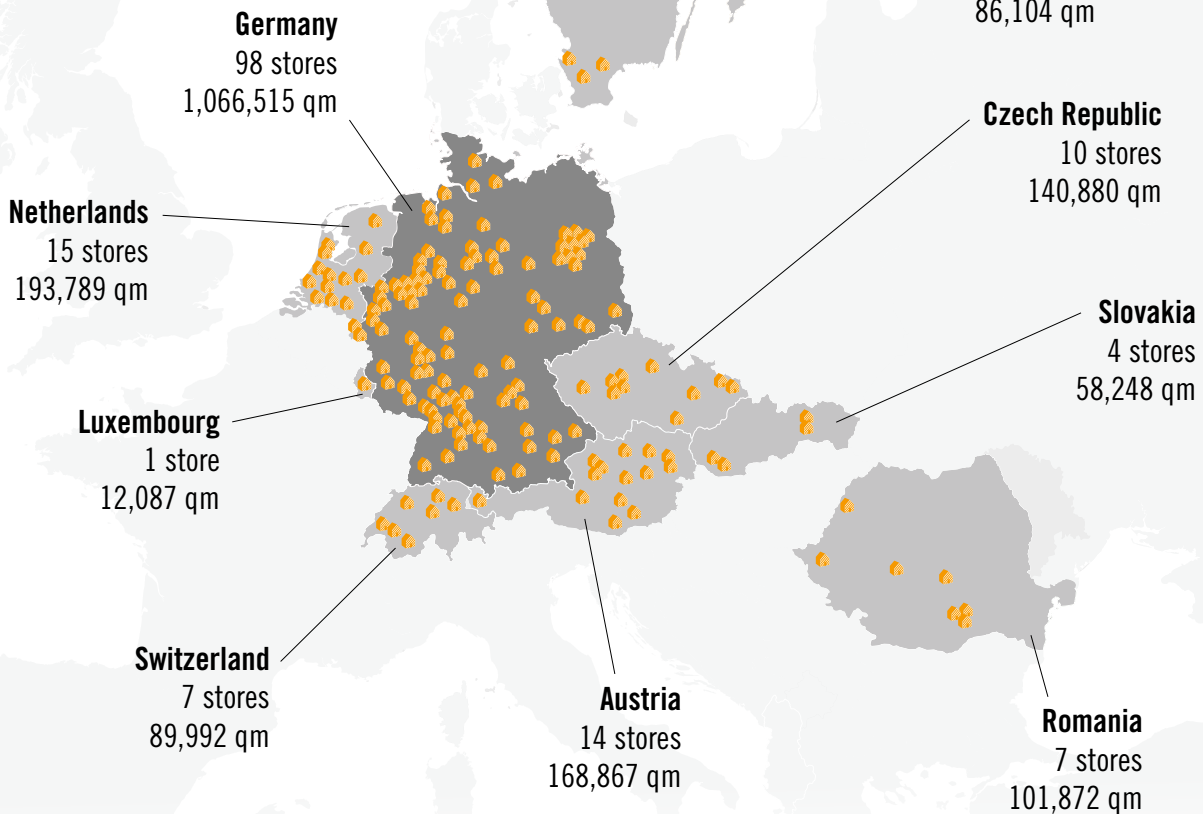 86,104 qm
Germany
98 stores
1,066,515 qm
Czech Republic
10 stores
140,880 qm
Netherlands
15 stores
193,789 qm
Slovakia
4 stores
58,248 qm
Luxembourg
1 store
12,087 qm
Switzerland
7 stores
89,992 qm
Austria
14 stores
168,867 qm
Romania
7 stores
101,872 qm